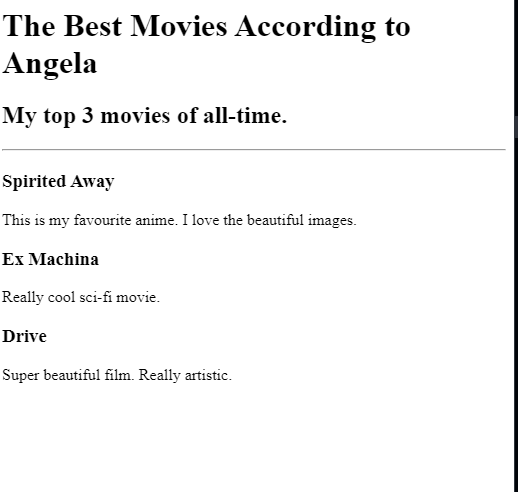 The Best Movies According to
Angela
My top 3 movies of all-time.
Spirited Away
This is my favourite anime. I love the beautiful images.
Ex Machina
Really cool sci-fi movie.
Drive
Super beautiful film. Really artistic.